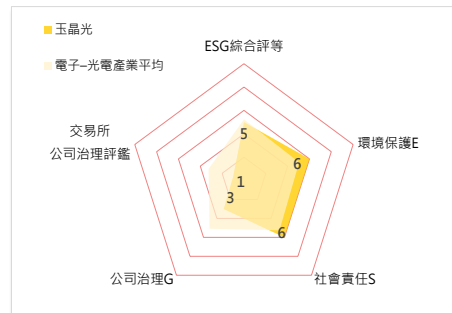 玉晶光
電子–光電產業平均
ESG綜合評等
5
交易所
公司治理評鑑
環境保護E
6
1
3
6
公司治理G
社會責任S